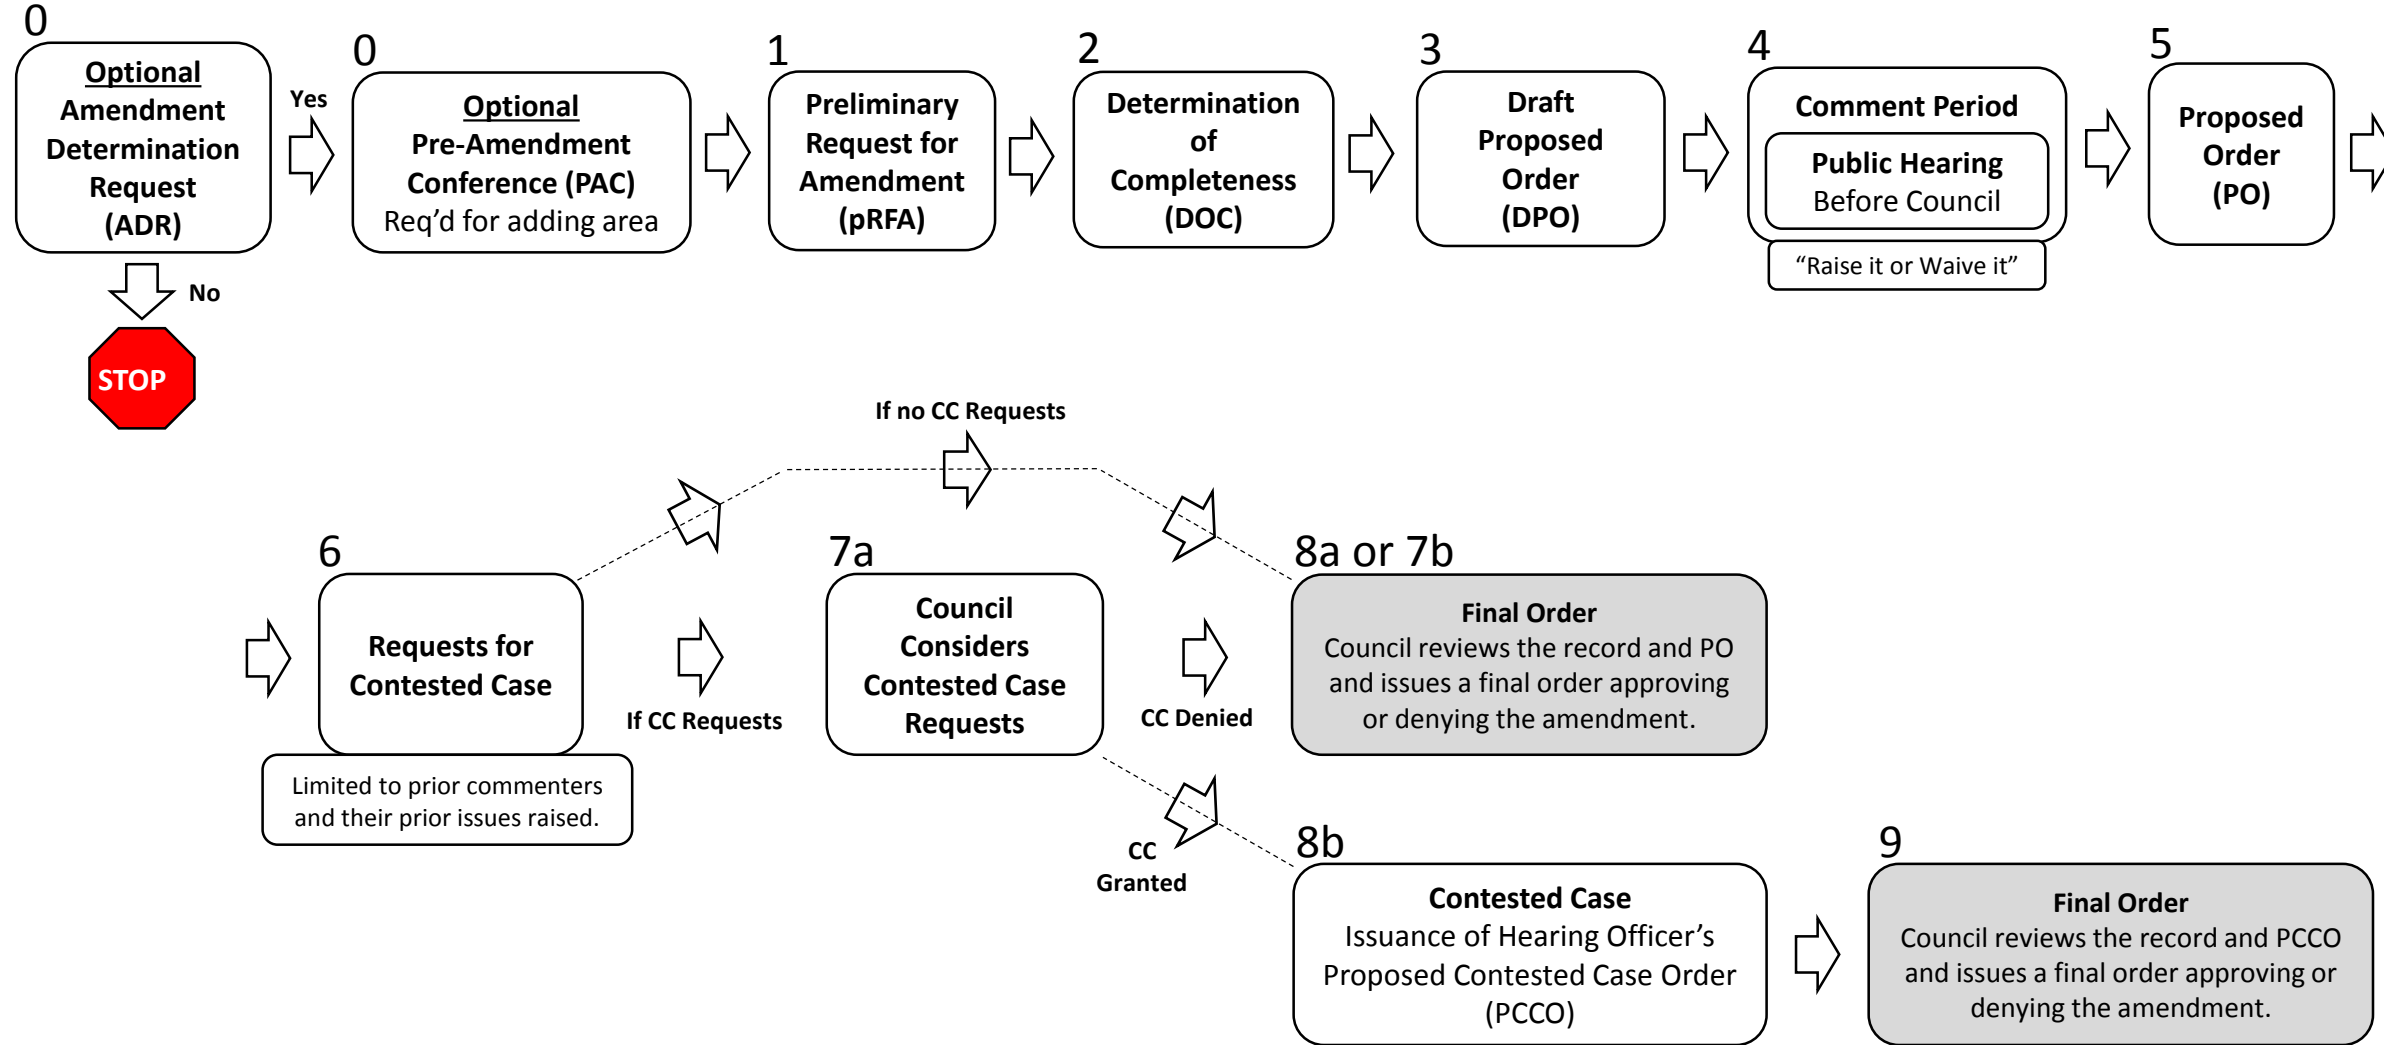 0
Optional
Amendment
Determination
Request
(ADR)
Yes
No
STOP
0
Optional
Pre-Amendment
Conference (PAC)
Req’d for adding area
1
Preliminary
Request for
Amendment
(pRFA)
2
Determination
of
Completeness
(DOC)
3
Draft
Proposed
Order
(DPO)
4
Comment Period
Public Hearing
Before Council
“Raise it or Waive it”
5
Proposed
Order
(PO)
If no CC Requests
6
Requests for
Contested Case
Limited to prior commenters
and their prior issues raised.
If CC Requests
7a
Council
Considers
Contested Case
Requests
CC Denied
8a or 7b
Final Order
Council reviews the record and PO
and issues a final order approving
or denying the amendment.
CC
Granted
8b
Contested Case
Issuance of Hearing Officer’s
Proposed Contested Case Order
(PCCO)
9
Final Order
Council reviews the record and PCCO
and issues a final order approving or
denying the amendment.